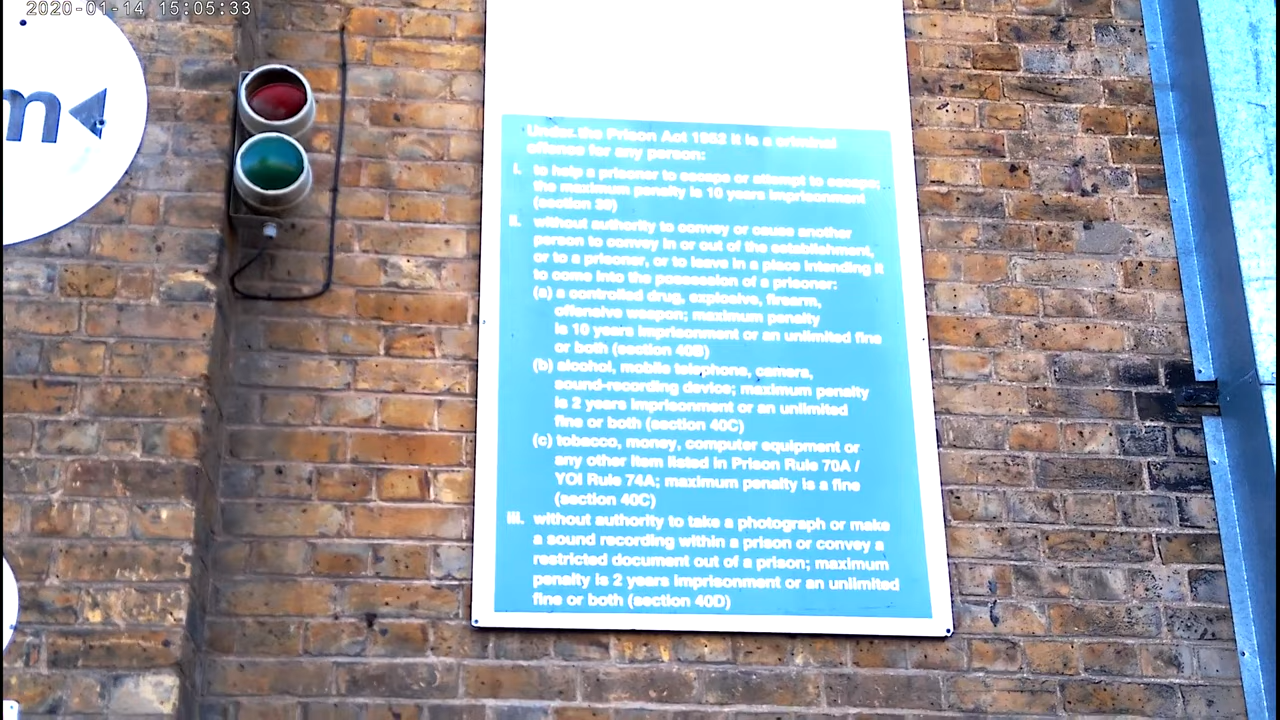 2020-01-14 15:05:33
m
Under the Prison Act 1952 it is a criminal
offence for any person:
i. to help a prisoner to escape or attempt to escape;
the maximum penalty is 10 years imprisonment
(section 39)
ii. without authority to convey or cause another
person to convey in or out of the establishment,
or to a prisoner, or to leave in a place intending it
to come into the possession of a prisoner:
(a) a controlled drug, explosive, firearm,
offensive weapon; maximum penalty
is 10 years imprisonment or an unlimited fine
or both (section 40B)
(b) alcohol, mobile telephone, camera,
sound-recording device; maximum penalty
is 2 years imprisonment or an unlimited
fine or both (section 40C)
(c) tobacco, money, computer equipment or
any other item listed in Prison Rule 70A /
YOI Rule 74A; maximum penalty is a fine
(section 40C)
iii. without authority to take a photograph or make
a sound recording within a prison or convey a
restricted document out of a prison; maximum
penalty is 2 years imprisonment or an unlimited
fine or both (section 40D)